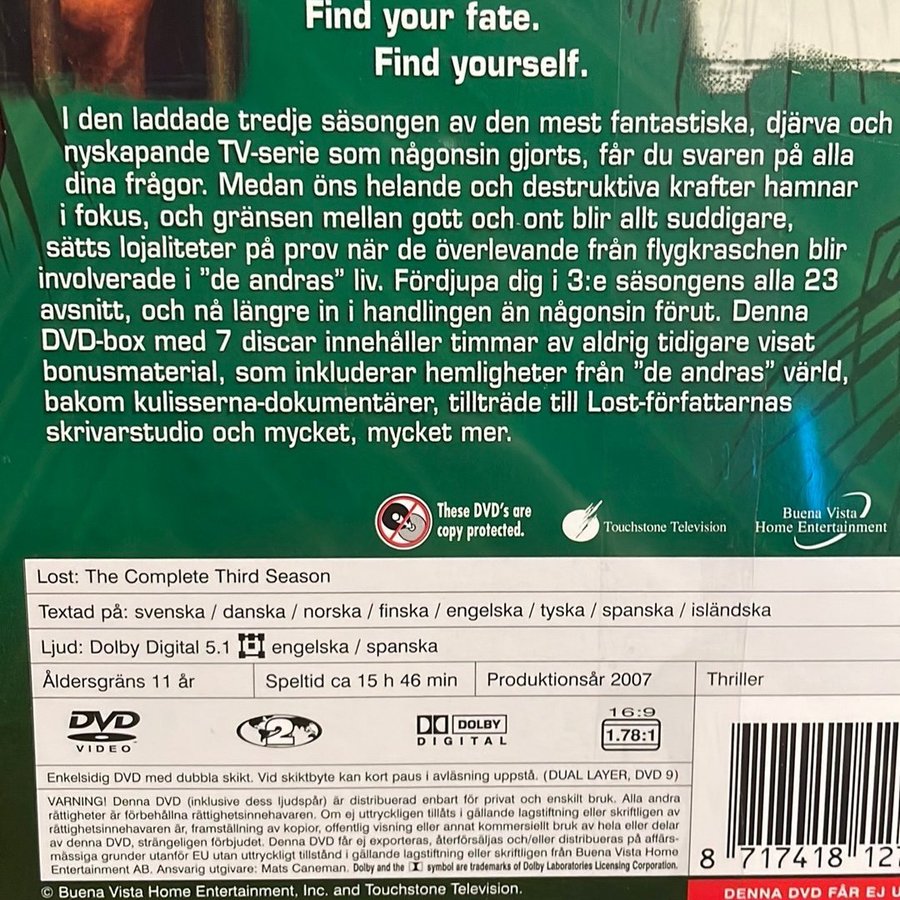 Find your fate.
Find yourself.
I den laddade tredje säsongen av den mest fantastiska, djärva och
nyskapande TV-serie som någonsin gjorts, får du svaren på alla
dina frågor. Medan öns helande och destruktiva krafter hamnar
i fokus, och gränsen mellan gott och ont blir allt suddigare,
sätts lojaliteter på prov när de överlevande från flygkraschen blir
involverade i "de andras" liv. Fördjupa dig i 3:e säsongens alla 23
avsnitt, och nå längre in i handlingen än någonsin förut. Denna
DVD-box med 7 discar innehåller timmar av aldrig tidigare visat
bonusmaterial, som inkluderar hemligheter från "de andras" värld,
bakom kulisserna-dokumentärer, tillträde till Lost-författarnas
skrivarstudio och mycket, mycket mer.
These DVD's are
copy protected.
Touchstone Television
Buena Vista
Home Entertainment
Lost: The Complete Third Season
Textad på: svenska / danska / norska / finska / engelska / tyska / spanska / isländska
Ljud: Dolby Digital 5.1 engelska / spanska
Åldersgräns 11 år Speltid ca 15 h 46 min Produktionsår 2007 Thriller
DVD
VIDEO
2
DOLBY
DIGITAL
16:9
1.78:1
Enkelsidig DVD med dubbla skikt. Vid skiktbyte kan kort paus i avläsning uppstå. (DUAL LAYER, DVD 9)
VARNING! Denna DVD (inklusive dess ljudspår) är distribuerad enbart för privat och enskilt bruk. Alla andra
rättigheter är förbehållna rättighetsinnehavaren. Om ej uttryckligen tillåts i gällande lagstiftning eller skriftligen av
rättighetsinnehavaren är, framställning av kopior, offentlig visning eller annat kommersiellt bruk av hela eller delar
av denna DVD, strängeligen förbjudet. Denna DVD får ej exporteras, återförsäljas och/eller distribueras på affärs-
mässiga grunder utanför EU utan uttryckligt tillstånd i gällande lagstiftning eller skriftligen från Buena Vista Home
Entertainment AB. Ansvarig utgivare: Mats Caneman. Dolby and the symbol are trademarks of Dolby Laboratories Licensing Corporation.
8 717418 127
© Buena Vista Home Entertainment, Inc. and Touchstone Television.
DENNA DVD FÅR EJ U